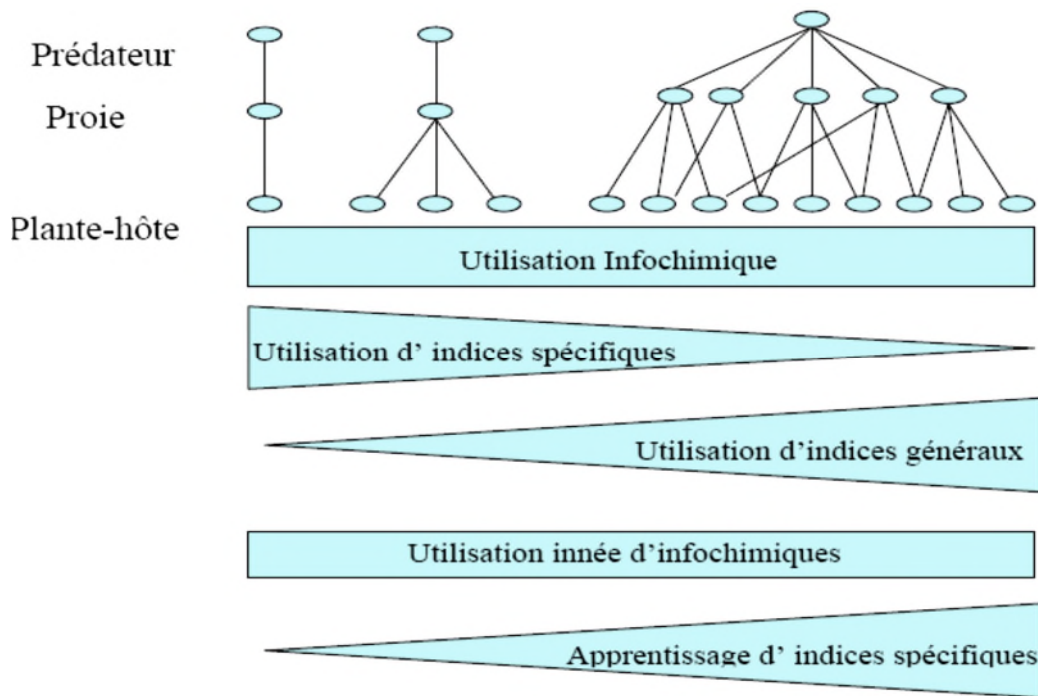 Prédateur
Proie
Plante-hôte
Utilisation Infochimique
Utilisation d’ indices spécifiques
Utilisation d’indices généraux
Utilisation innée d’infochimiques
Apprentissage d’ indices spécifiques